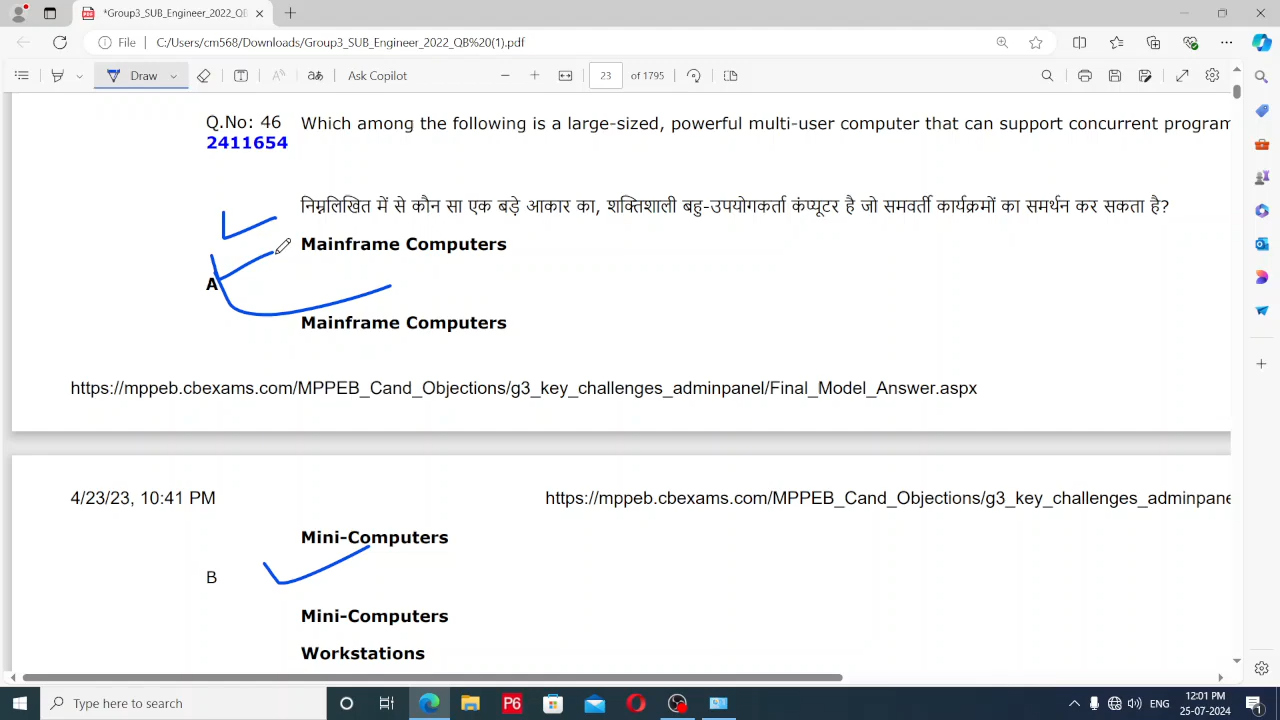 *Group3_SUB_Engineer_2022_QB
File C:/Users/cm568/Downloads/Group3_SUB_Engineer_2022_QB%20(1).pdf
Draw Ask Copilot 23 of 1795
Q.No: 46 Which among the following is a large-sized, powerful multi-user computer that can support concurrent program
2411654
निम्नलिखित में से कौन सा एक बड़े आकार का, शक्तिशाली बहु-उपयोगकर्ता कंप्यूटर है जो समवर्ती कार्यक्रमों का समर्थन कर सकता है?
Mainframe Computers
A
Mainframe Computers
https://mppeb.cbexams.com/MPPEB_Cand_Objections/g3_key_challenges_adminpanel/Final_Model_Answer.aspx
4/23/23, 10:41 PM https://mppeb.cbexams.com/MPPEB_Cand_Objections/g3_key_challenges_adminpane
Mini-Computers
B
Mini-Computers
Workstations
Type here to search P6 ENG 12:01 PM
25-07-2024 1